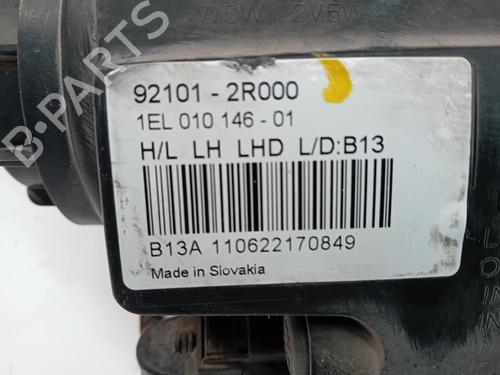 W5W 12V5W
92101 - 2R000
1EL 010 146 - 01
H/L LH LHD L/D:B13
B13A 110622170849
Made in Slovakia
B-PARTS